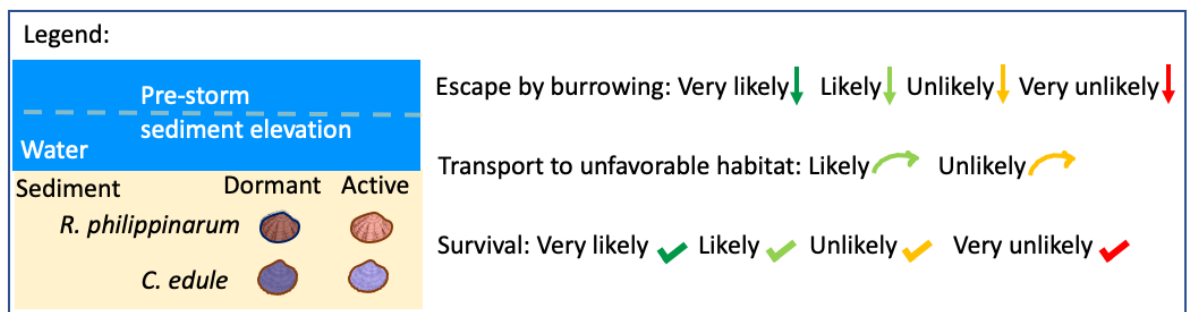 Legend:
Pre-storm
sediment elevation
Water
Sediment
Dormant Active
R. philippinarum
C. edule
Escape by burrowing: Very likely Likely Unlikely Very unlikely
Transport to unfavorable habitat: Likely Unlikely
Survival: Very likely Likely Unlikely Very unlikely